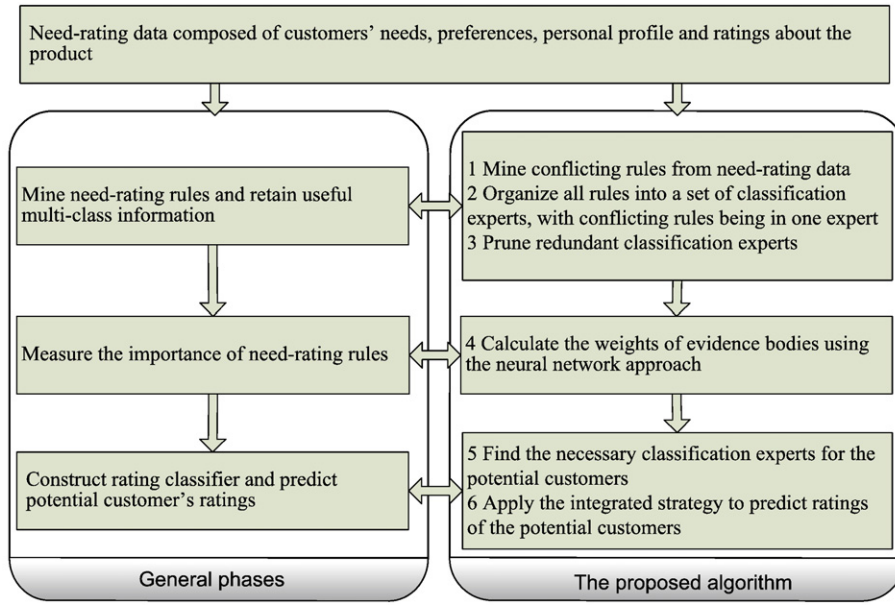 Need-rating data composed of customers' needs, preferences, personal profile and ratings about the
product
Mine need-rating rules and retain useful
multi-class information
Measure the importance of need-rating rules
Construct rating classifier and predict
potential customer's ratings
General phases
1 Mine conflicting rules from need-rating data
2 Organize all rules into a set of classification
experts, with conflicting rules being in one expert
3 Prune redundant classification experts
4 Calculate the weights of evidence bodies using
the neural network approach
5 Find the necessary classification experts for the
potential customers
6 Apply the integrated strategy to predict ratings
of the potential customers
The proposed algorithm